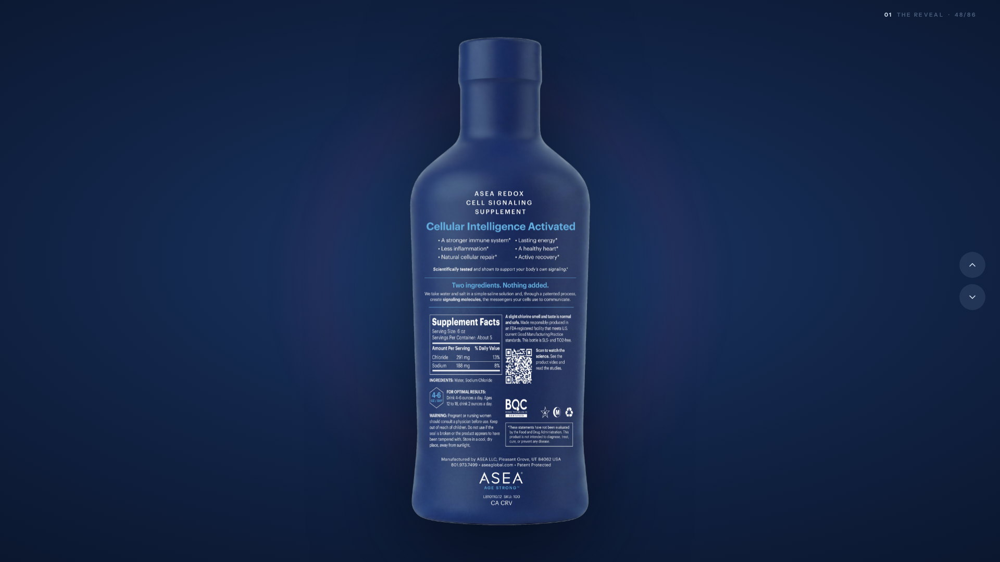 01 THE REVEAL · 48/86
ASEA REDOX
CELL SIGNALING
SUPPLEMENT
Cellular Intelligence Activated
• A stronger immune system* • Lasting energy*
• Less inflammation* • A healthy heart*
• Natural cellular repair* • Active recovery*
Scientifically tested and shown to support your body's own signaling.*
Two ingredients. Nothing added.
We take water and salt in a simple saline solution and, through a patented process,
create signaling molecules, the messengers your cells use to communicate.
Supplement Facts
Serving Size: 6 oz
Servings Per Container: About 5
Amount Per Serving % Daily Value
Chloride 291 mg 13%
Sodium 188 mg 8%
INGREDIENTS: Water, Sodium Chloride
4-6
OZ / DAY
FOR OPTIMAL RESULTS:
Drink 4-6 ounces a day. Ages
12 to 18, drink 2 ounces a day.
WARNING: Pregnant or nursing women
should consult a physician before use. Keep
out of reach of children. Do not use if the
seal is broken or the product appears to have
been tampered with. Store in a cool, dry
place, away from sunlight.
A slight chlorine smell and taste is normal
and safe. Made responsibly: produced in
an FDA-registered facility that meets U.S.
current Good Manufacturing Practice
standards. This bottle is SLS- and TiO2-free.
Scan to watch the
science. See the
product video and
read the studies.
BQC
CERTIFIED
K
M
*These statements have not been evaluated
by the Food and Drug Administration. This
product is not intended to diagnose, treat,
cure, or prevent any disease.
Manufactured by ASEA LLC, Pleasant Grove, UT 84062 USA
801.973.7499 • aseaglobal.com • Patent Protected
ASEA®
AGE STRONG™
LB10110.12 SKU: 100
CA CRV